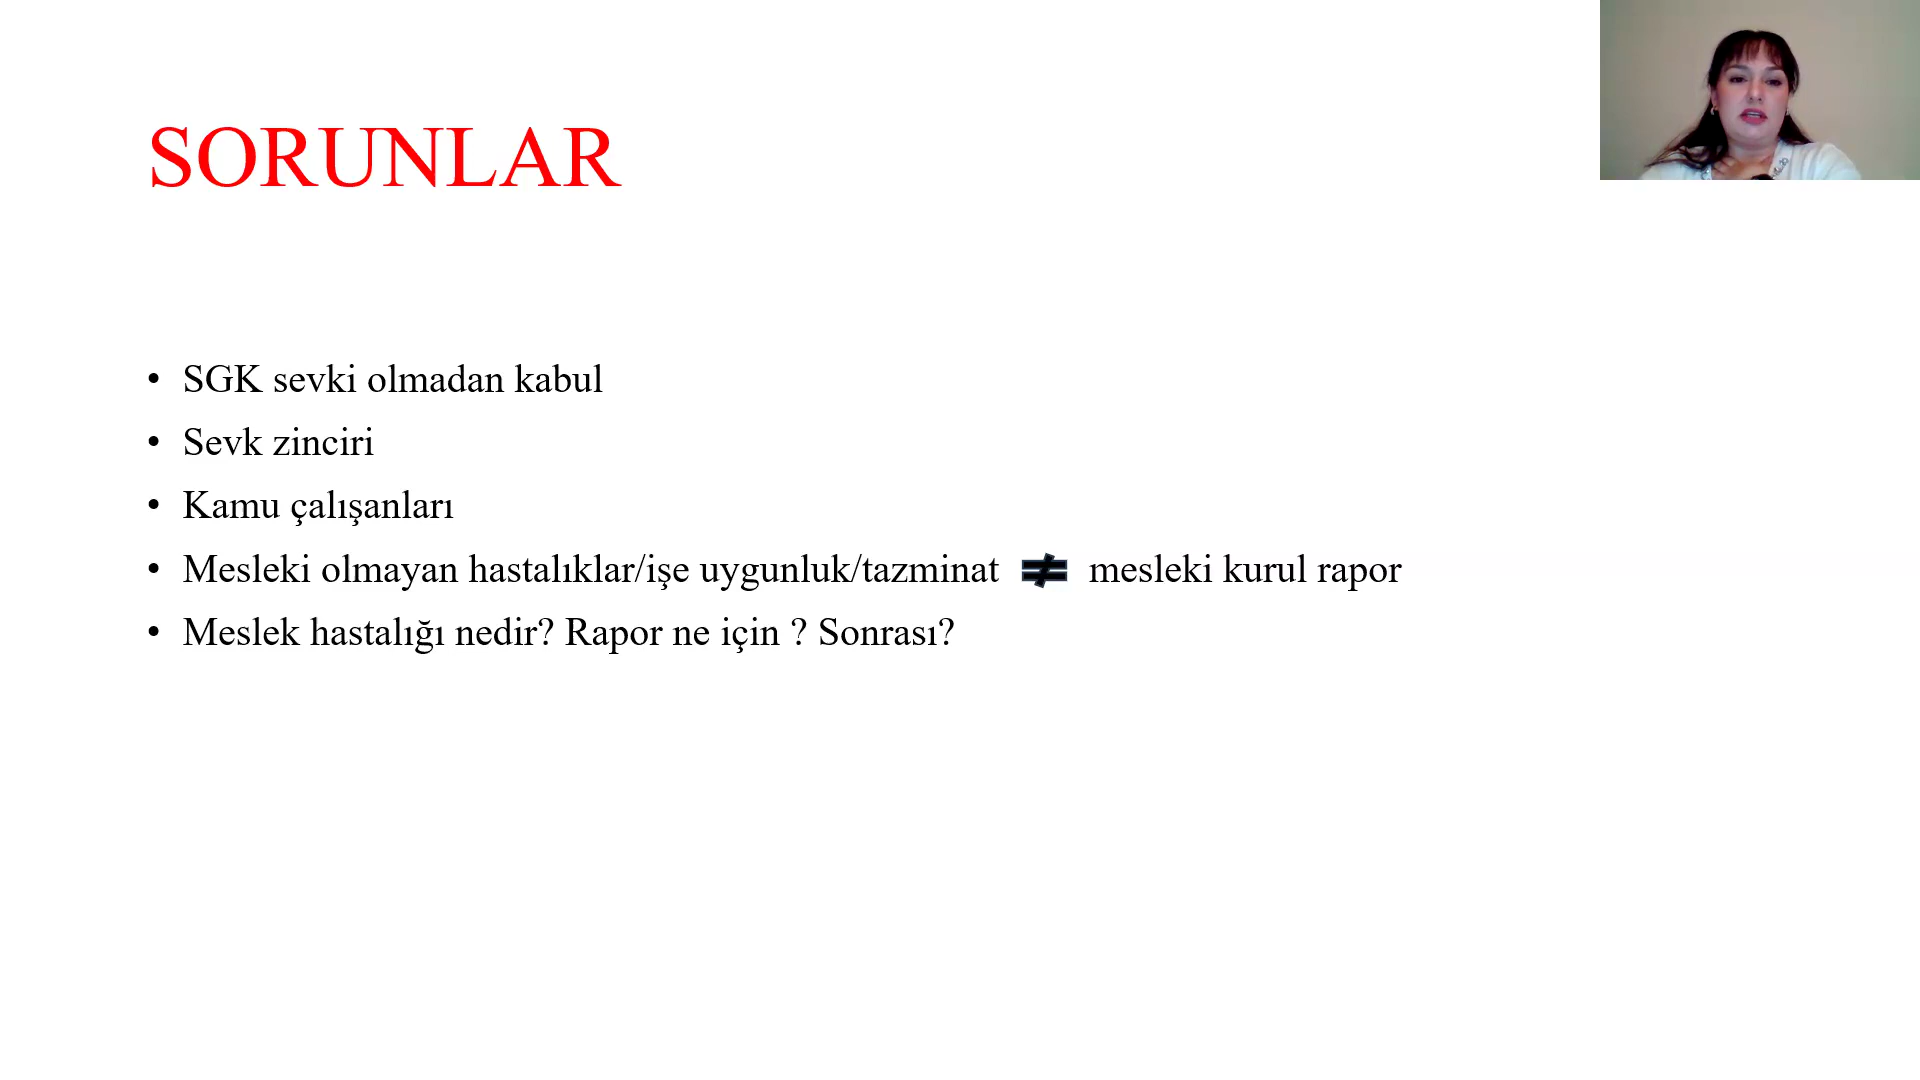 SORUNLAR
• SGK sevki olmadan kabul
• Sevk zinciri
• Kamu çalışanları
• Mesleki olmayan hastalıklar/işe uygunluk/tazminat ≠ mesleki kurul rapor
• Meslek hastalığı nedir? Rapor ne için ? Sonrası?